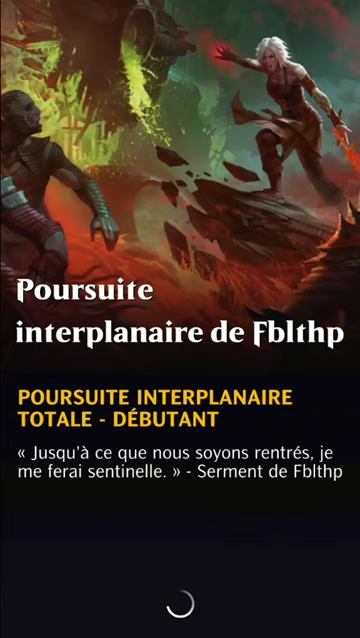 Poursuite
interplanaire de Fblthp
POURSUITE INTERPLANAIRE
TOTALE - DÉBUTANT
« Jusqu'à ce que nous soyons rentrés, je
me ferai sentinelle. » - Serment de Fblthp